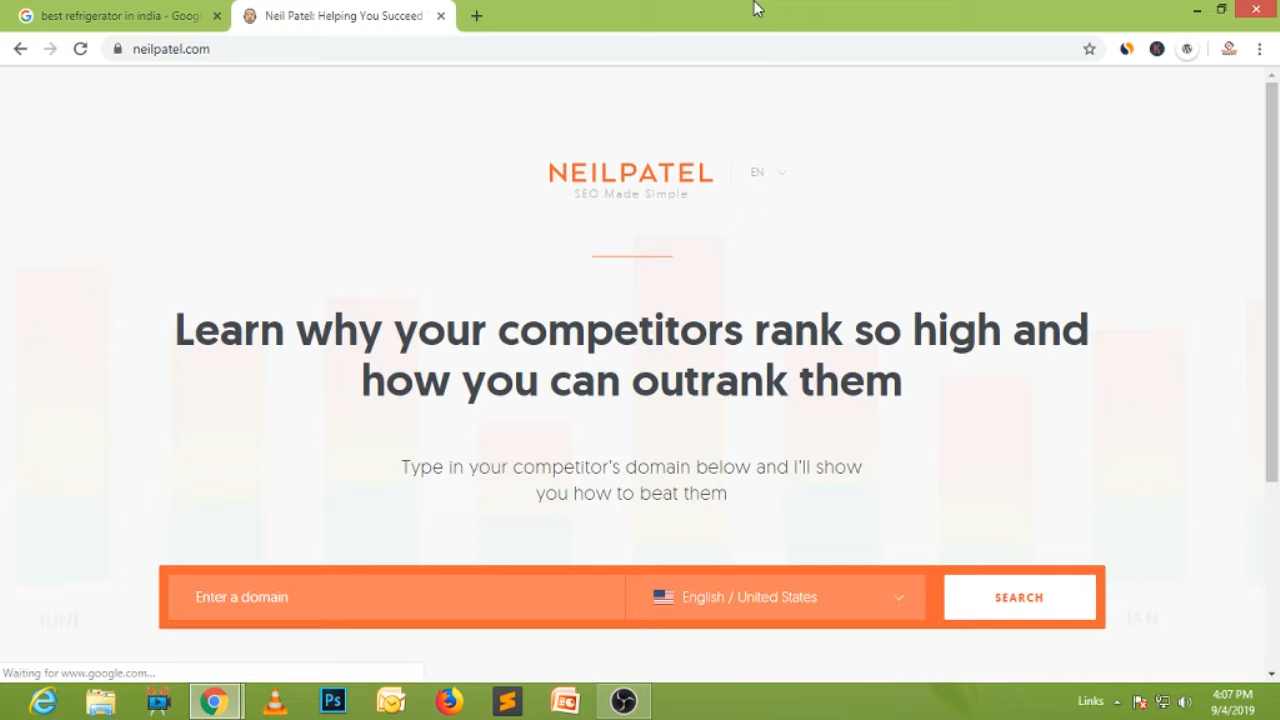 best refrigerator in india - Googl
Neil Patel: Helping You Succeed
neilpatel.com
NEILPATEL
EN
SEO Made Simple
Learn why your competitors rank so high and
how you can outrank them
Type in your competitor's domain below and I'll show
you how to beat them
Enter a domain
English / United States
SEARCH
JUNE
JAN
Waiting for www.google.com...
Ps
Links
4:07 PM
9/4/2019